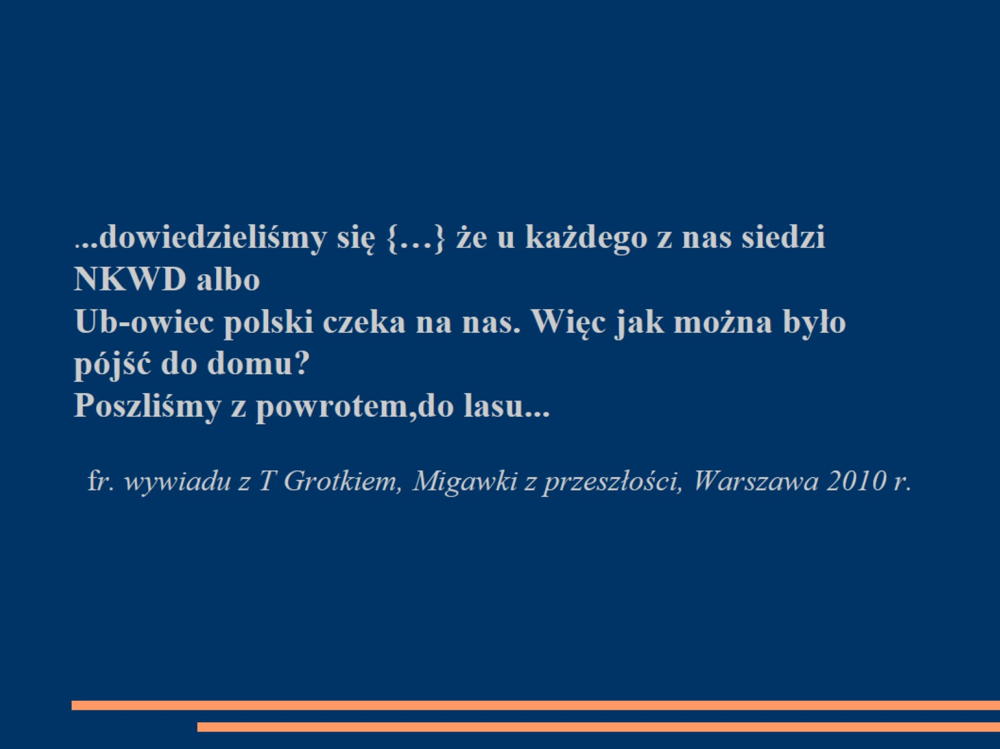 ....dowiedzieliśmy się {…} że u każdego z nas siedzi
NKWD albo
Ub-owiec polski czeka na nas. Więc jak można było
pójść do domu?
Poszliśmy z powrotem,do lasu...
fr. wywiadu z T Grotkiem, Migawki z przeszłości, Warszawa 2010 r.